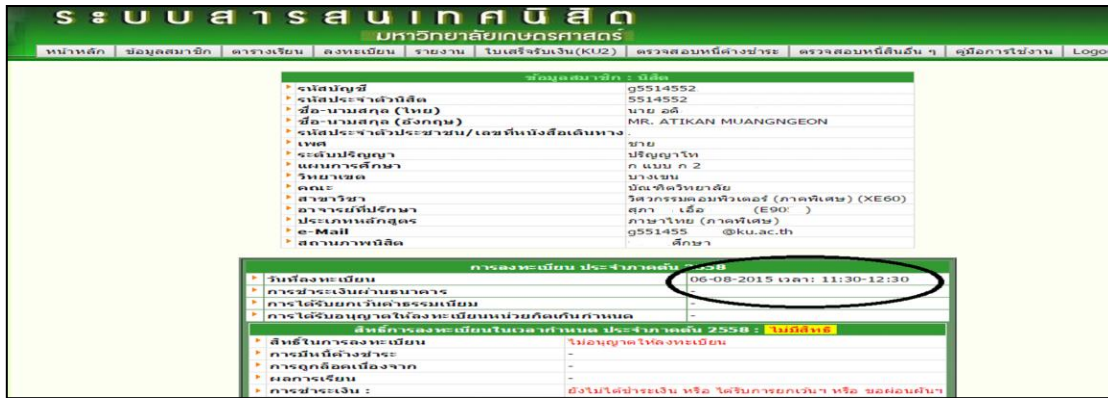 ระบบสารสนเทศนิสิต
มหาวิทยาลัยเกษตรศาสตร์
หน้าหลัก ข้อมูลสมาชิก ตารางเรียน ลงทะเบียน รายงาน ใบเสร็จรับเงิน(KU2) ตรวจสอบหนี้ค้างชำระ ตรวจสอบหนี้สินอื่น ๆ คู่มือการใช้งาน Logo
ข้อมูลสมาชิก : นิสิต
รหัสบัญชี g5514552
รหัสประจำตัวนิสิต 5514552
ชื่อ-นามสกุล (ไทย) นาย อติ
ชื่อ-นามสกุล (อังกฤษ) MR. ATIKAN MUANGNGEON
รหัสประจำตัวประชาชน/เลขที่หนังสือเดินทาง
เพศ ชาย
ระดับปริญญา ปริญญาโท
แผนการศึกษา ก แบบ ก 2
วิทยาเขต บางเขน
คณะ บัณฑิตวิทยาลัย
สาขาวิชา วิศวกรรมคอมพิวเตอร์ (ภาคพิเศษ) (XE60)
อาจารย์ที่ปรึกษา สุภา เอื้อ (E90 )
ประเภทหลักสูตร ภาษาไทย (ภาคพิเศษ)
e-Mail g551455 @ku.ac.th
สถานภาพนิสิต ศึกษา
การลงทะเบียน ประจำภาคต้น 2558
วันที่ลงทะเบียน 06-08-2015 เวลา: 11:30-12:30
การชำระเงินผ่านธนาคาร -
การได้รับยกเว้นค่าธรรมเนียม -
การได้รับอนุญาตให้ลงทะเบียนหน่วยกิตเกินกำหนด -
สิทธิ์การลงทะเบียนในเวลากำหนด ประจำภาคต้น 2558 : ไม่มีสิทธิ์
สิทธิ์ในการลงทะเบียน ไม่อนุญาตให้ลงทะเบียน
การมีหนี้ค้างชำระ -
การถูกล็อคเนื่องจาก -
ผลการเรียน -
การชำระเงิน : ยังไม่ได้ชำระเงิน หรือ ได้รับการยกเว้นฯ หรือ ขอผ่อนผันฯ